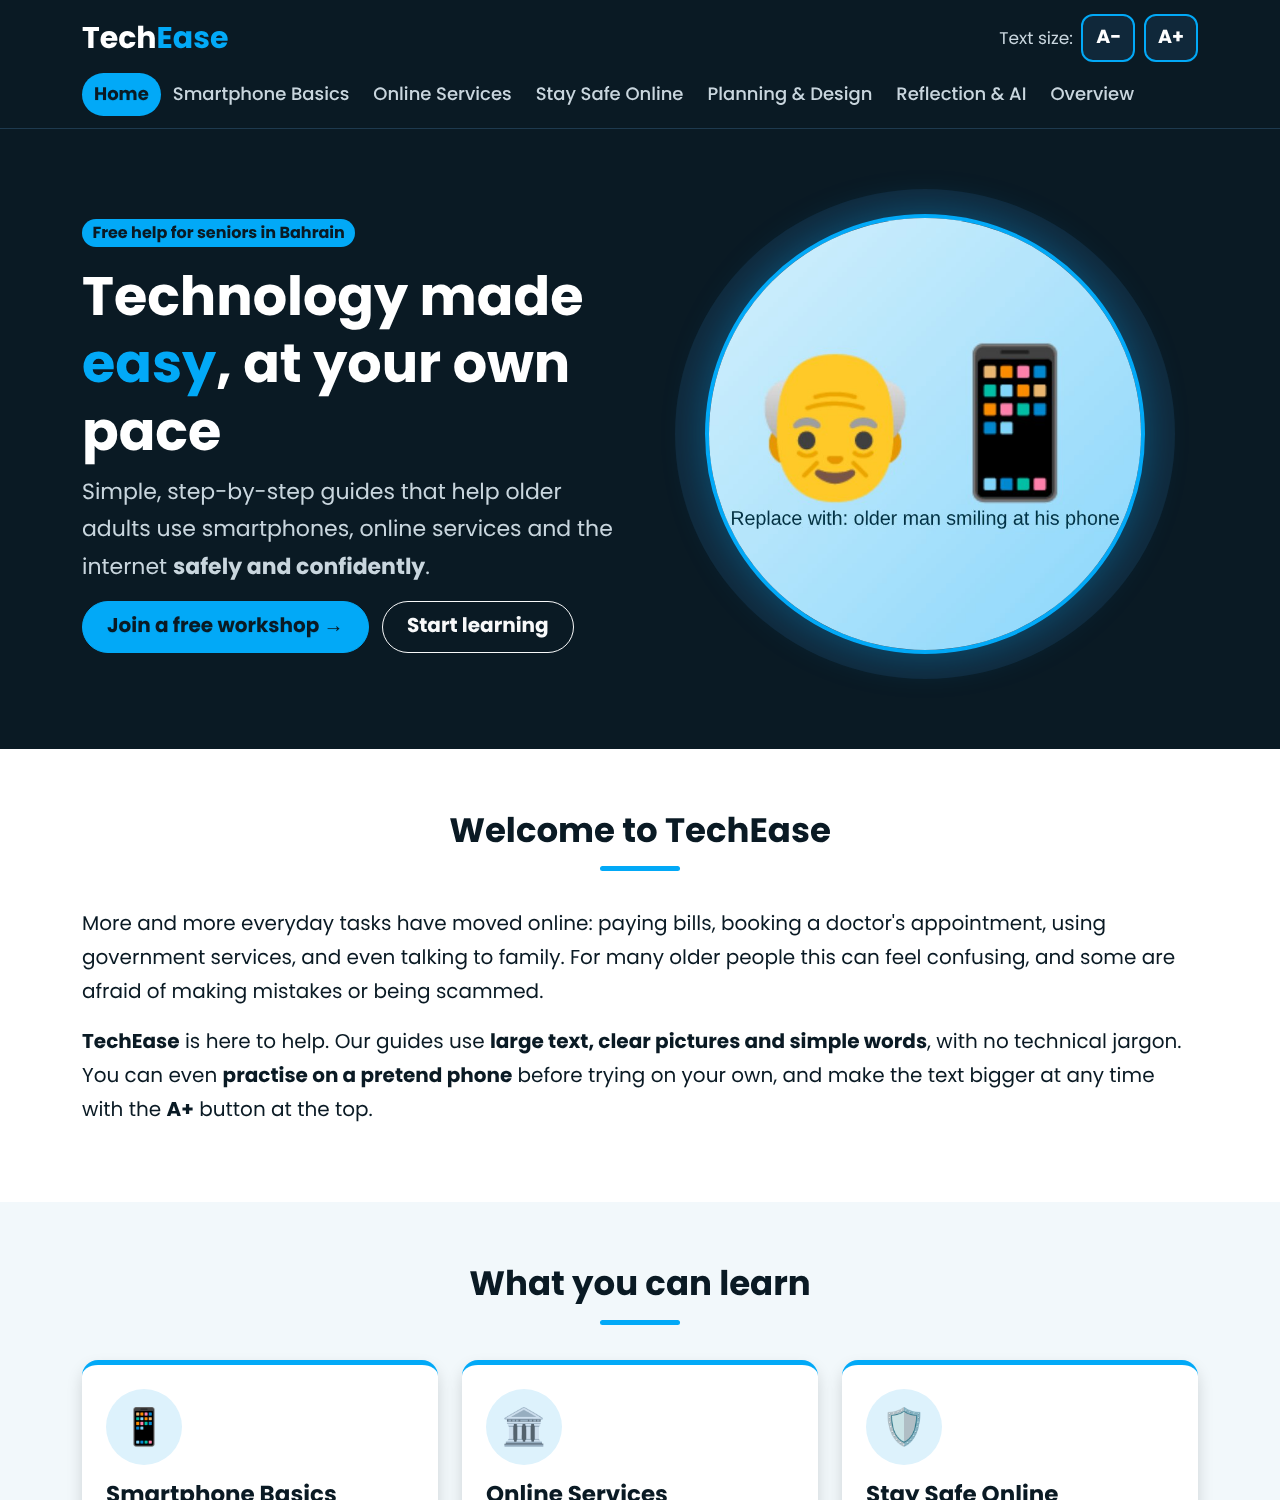 TechEase
Text size: A- A+
Home Smartphone Basics Online Services Stay Safe Online Planning & Design Reflection & AI Overview
Free help for seniors in Bahrain
Technology made
easy, at your own
pace
Simple, step-by-step guides that help older
adults use smartphones, online services and the
internet safely and confidently.
Join a free workshop → Start learning
Replace with: older man smiling at his phone
Welcome to TechEase
More and more everyday tasks have moved online: paying bills, booking a doctor's appointment, using
government services, and even talking to family. For many older people this can feel confusing, and some are
afraid of making mistakes or being scammed.
TechEase is here to help. Our guides use large text, clear pictures and simple words, with no technical jargon.
You can even practise on a pretend phone before trying on your own, and make the text bigger at any time
with the A+ button at the top.
What you can learn
Smartphone Basics Online Services Stay Safe Online